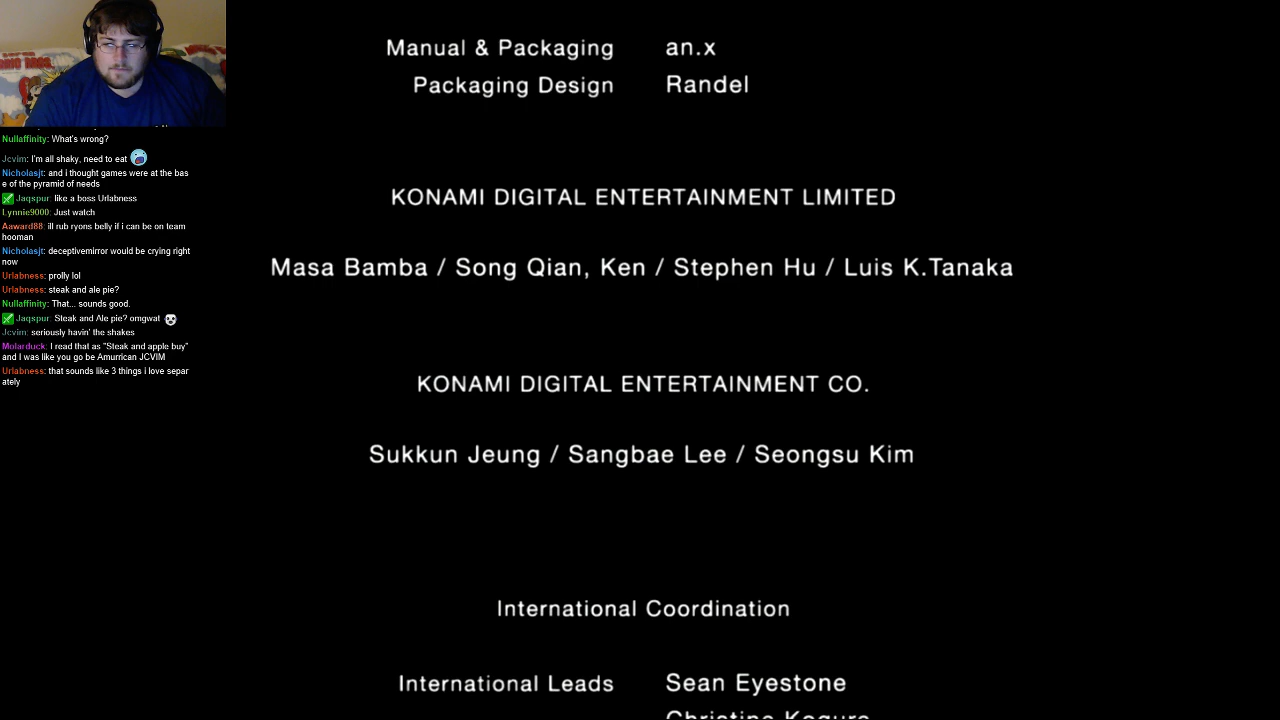 Nullaffinity: What's wrong?
Jcvim: I'm all shaky, need to eat
Nicholasjt: and i thought games were at the bas
e of the pyramid of needs
Jaqspur: like a boss Urlabness
Lynnie9000: Just watch
Aaward88: ill rub ryons belly if i can be on team
hooman
Nicholasjt: deceptivemirror would be crying right
now
Urlabness: prolly lol
Urlabness: steak and ale pie?
Nullaffinity: That... sounds good.
Jaqspur: Steak and Ale pie? omgwat
Jcvim: seriously havin' the shakes
Molarduck: I read that as "Steak and apple buy"
and I was like you go be Amurrican JCVIM
Urlabness: that sounds like 3 things i love separ
ately
Manual & Packaging an.x
Packaging Design Randel
KONAMI DIGITAL ENTERTAINMENT LIMITED
Masa Bamba / Song Qian, Ken / Stephen Hu / Luis K.Tanaka
KONAMI DIGITAL ENTERTAINMENT CO.
Sukkun Jeung / Sangbae Lee / Seongsu Kim
International Coordination
International Leads Sean Eyestone